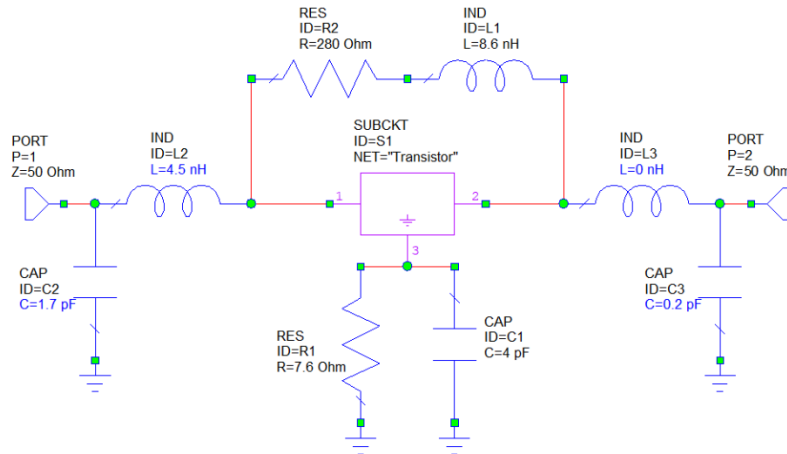 RES
ID=R2
R=280 Ohm
IND
ID=L1
L=8.6 nH
PORT
P=1
Z=50 Ohm
IND
ID=L2
L=4.5 nH
SUBCKT
ID=S1
NET="Transistor"
IND
ID=L3
L=0 nH
PORT
P=2
Z=50 Ohm
1
2
3
CAP
ID=C2
C=1.7 pF
RES
ID=R1
R=7.6 Ohm
CAP
ID=C1
C=4 pF
CAP
ID=C3
C=0.2 pF